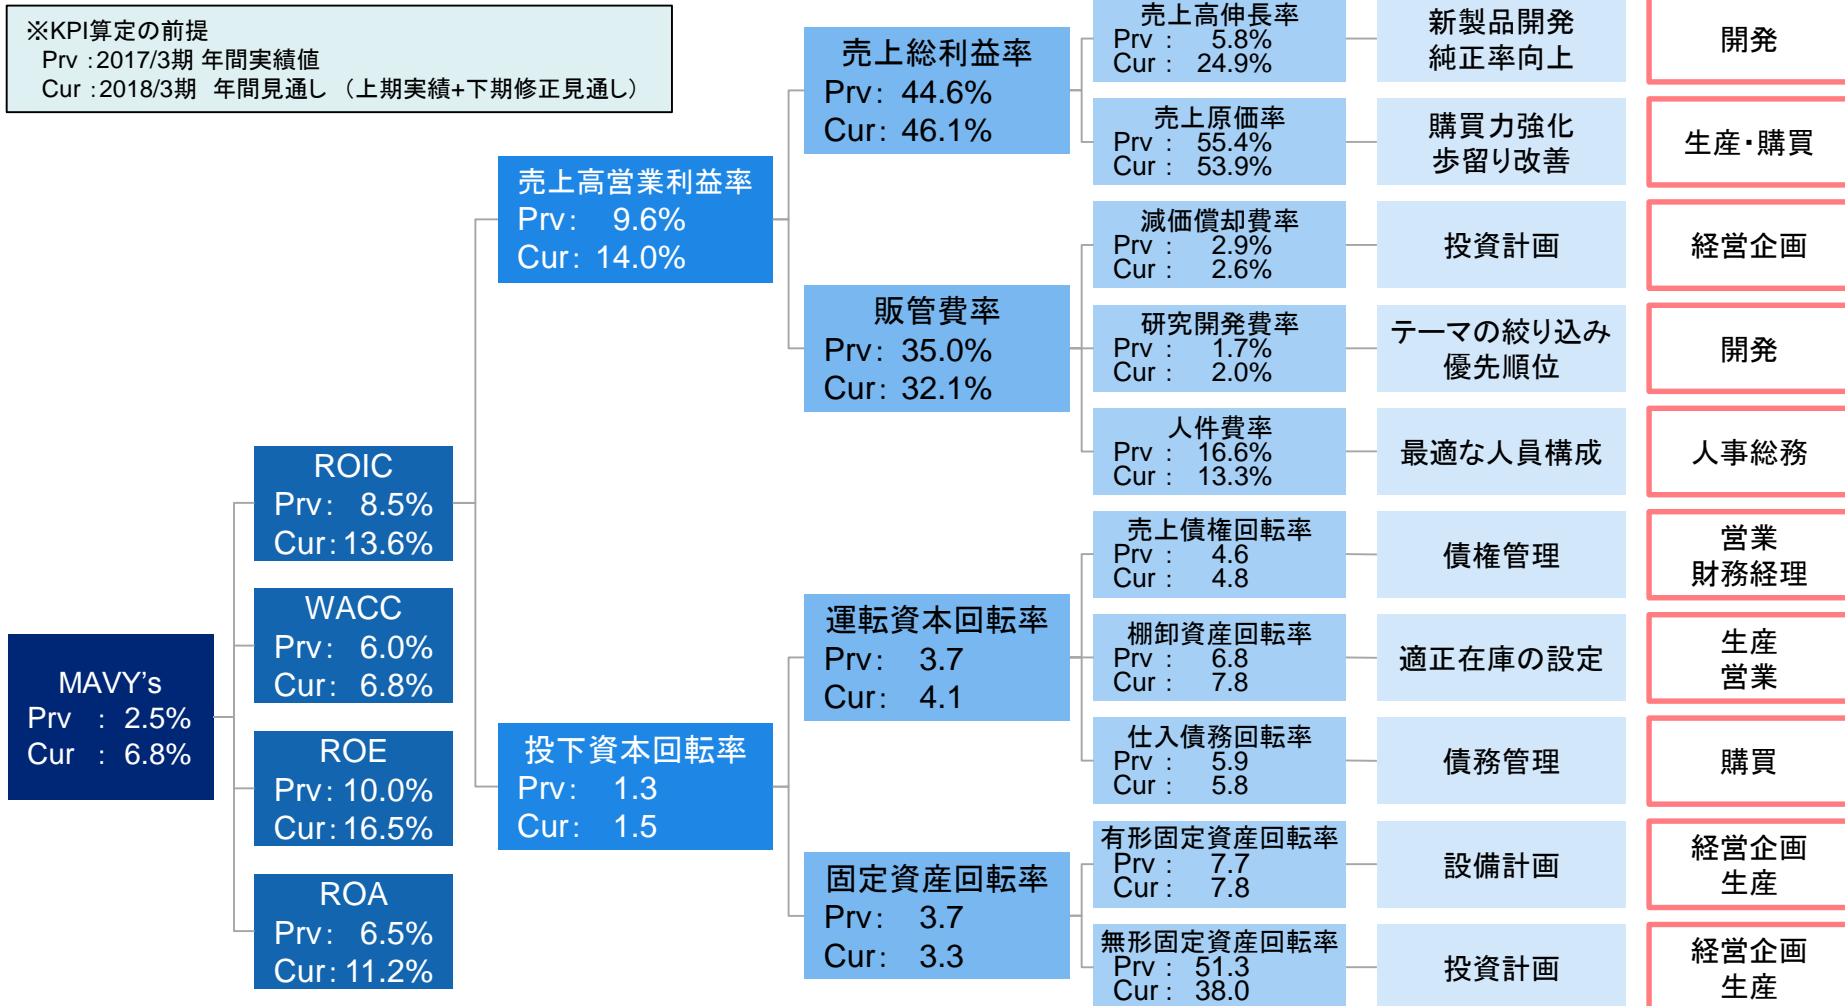 ※KPI算定の前提
Prv :2017/3期 年間実績値
Cur :2018/3期 年間見通し （上期実績+下期修正見通し）
MAVY's
Prv : 2.5%
Cur : 6.8%
ROIC
Prv: 8.5%
Cur: 13.6%
WACC
Prv: 6.0%
Cur: 6.8%
ROE
Prv: 10.0%
Cur: 16.5%
ROA
Prv: 6.5%
Cur: 11.2%
売上高営業利益率
Prv: 9.6%
Cur: 14.0%
投下資本回転率
Prv: 1.3
Cur: 1.5
売上総利益率
Prv: 44.6%
Cur: 46.1%
販管費率
Prv: 35.0%
Cur: 32.1%
運転資本回転率
Prv: 3.7
Cur: 4.1
固定資産回転率
Prv: 3.7
Cur: 3.3
売上高伸長率
Prv : 5.8%
Cur : 24.9%
新製品開発
純正率向上
開発
売上原価率
Prv : 55.4%
Cur : 53.9%
購買力強化
歩留り改善
生産・購買
減価償却費率
Prv : 2.9%
Cur : 2.6%
投資計画
経営企画
研究開発費率
Prv : 1.7%
Cur : 2.0%
テーマの絞り込み
優先順位
開発
人件費率
Prv : 16.6%
Cur : 13.3%
最適な人員構成
人事総務
売上債権回転率
Prv : 4.6
Cur : 4.8
債権管理
営業
財務経理
棚卸資産回転率
Prv : 6.8
Cur : 7.8
適正在庫の設定
生産
営業
仕入債務回転率
Prv : 5.9
Cur : 5.8
債務管理
購買
有形固定資産回転率
Prv : 7.7
Cur : 7.8
設備計画
経営企画
生産
無形固定資産回転率
Prv : 51.3
Cur : 38.0
投資計画
経営企画
生産